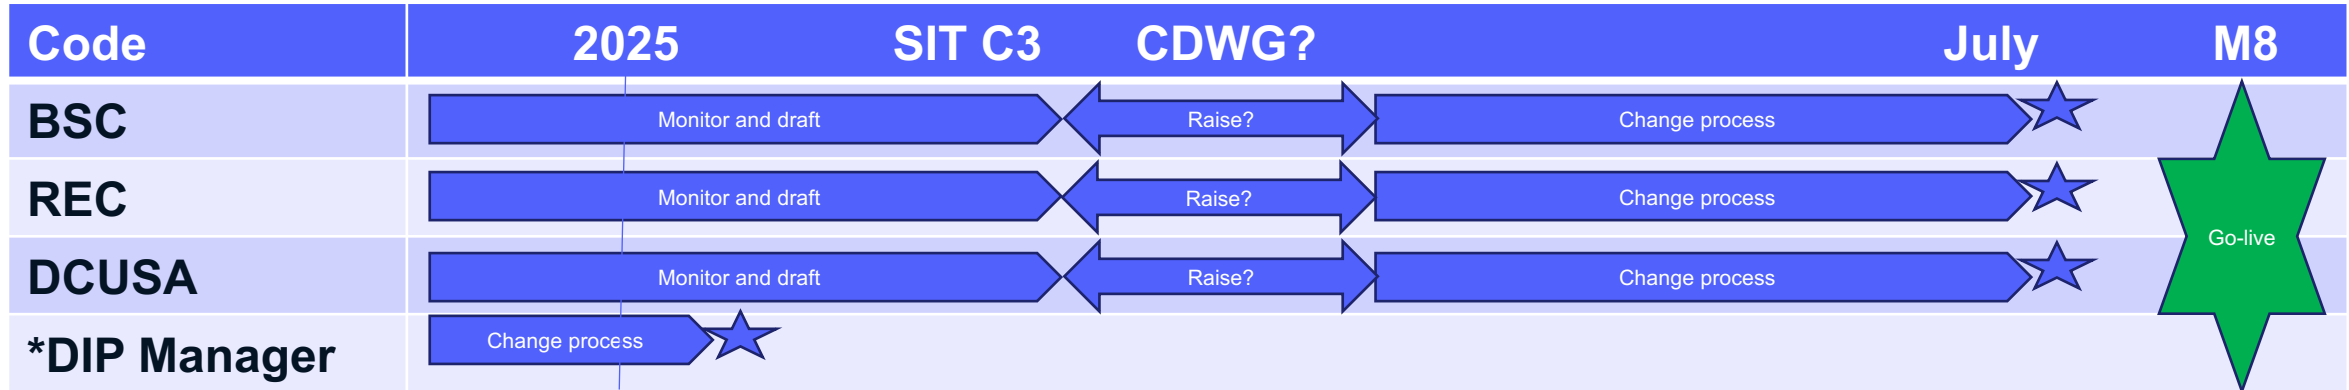 Code 2025 SIT C3 CDWG? July M8
BSC Monitor and draft Raise? Change process
REC Monitor and draft Raise? Change process
Go-live
DCUSA Monitor and draft Raise? Change process
*DIP Manager Change process